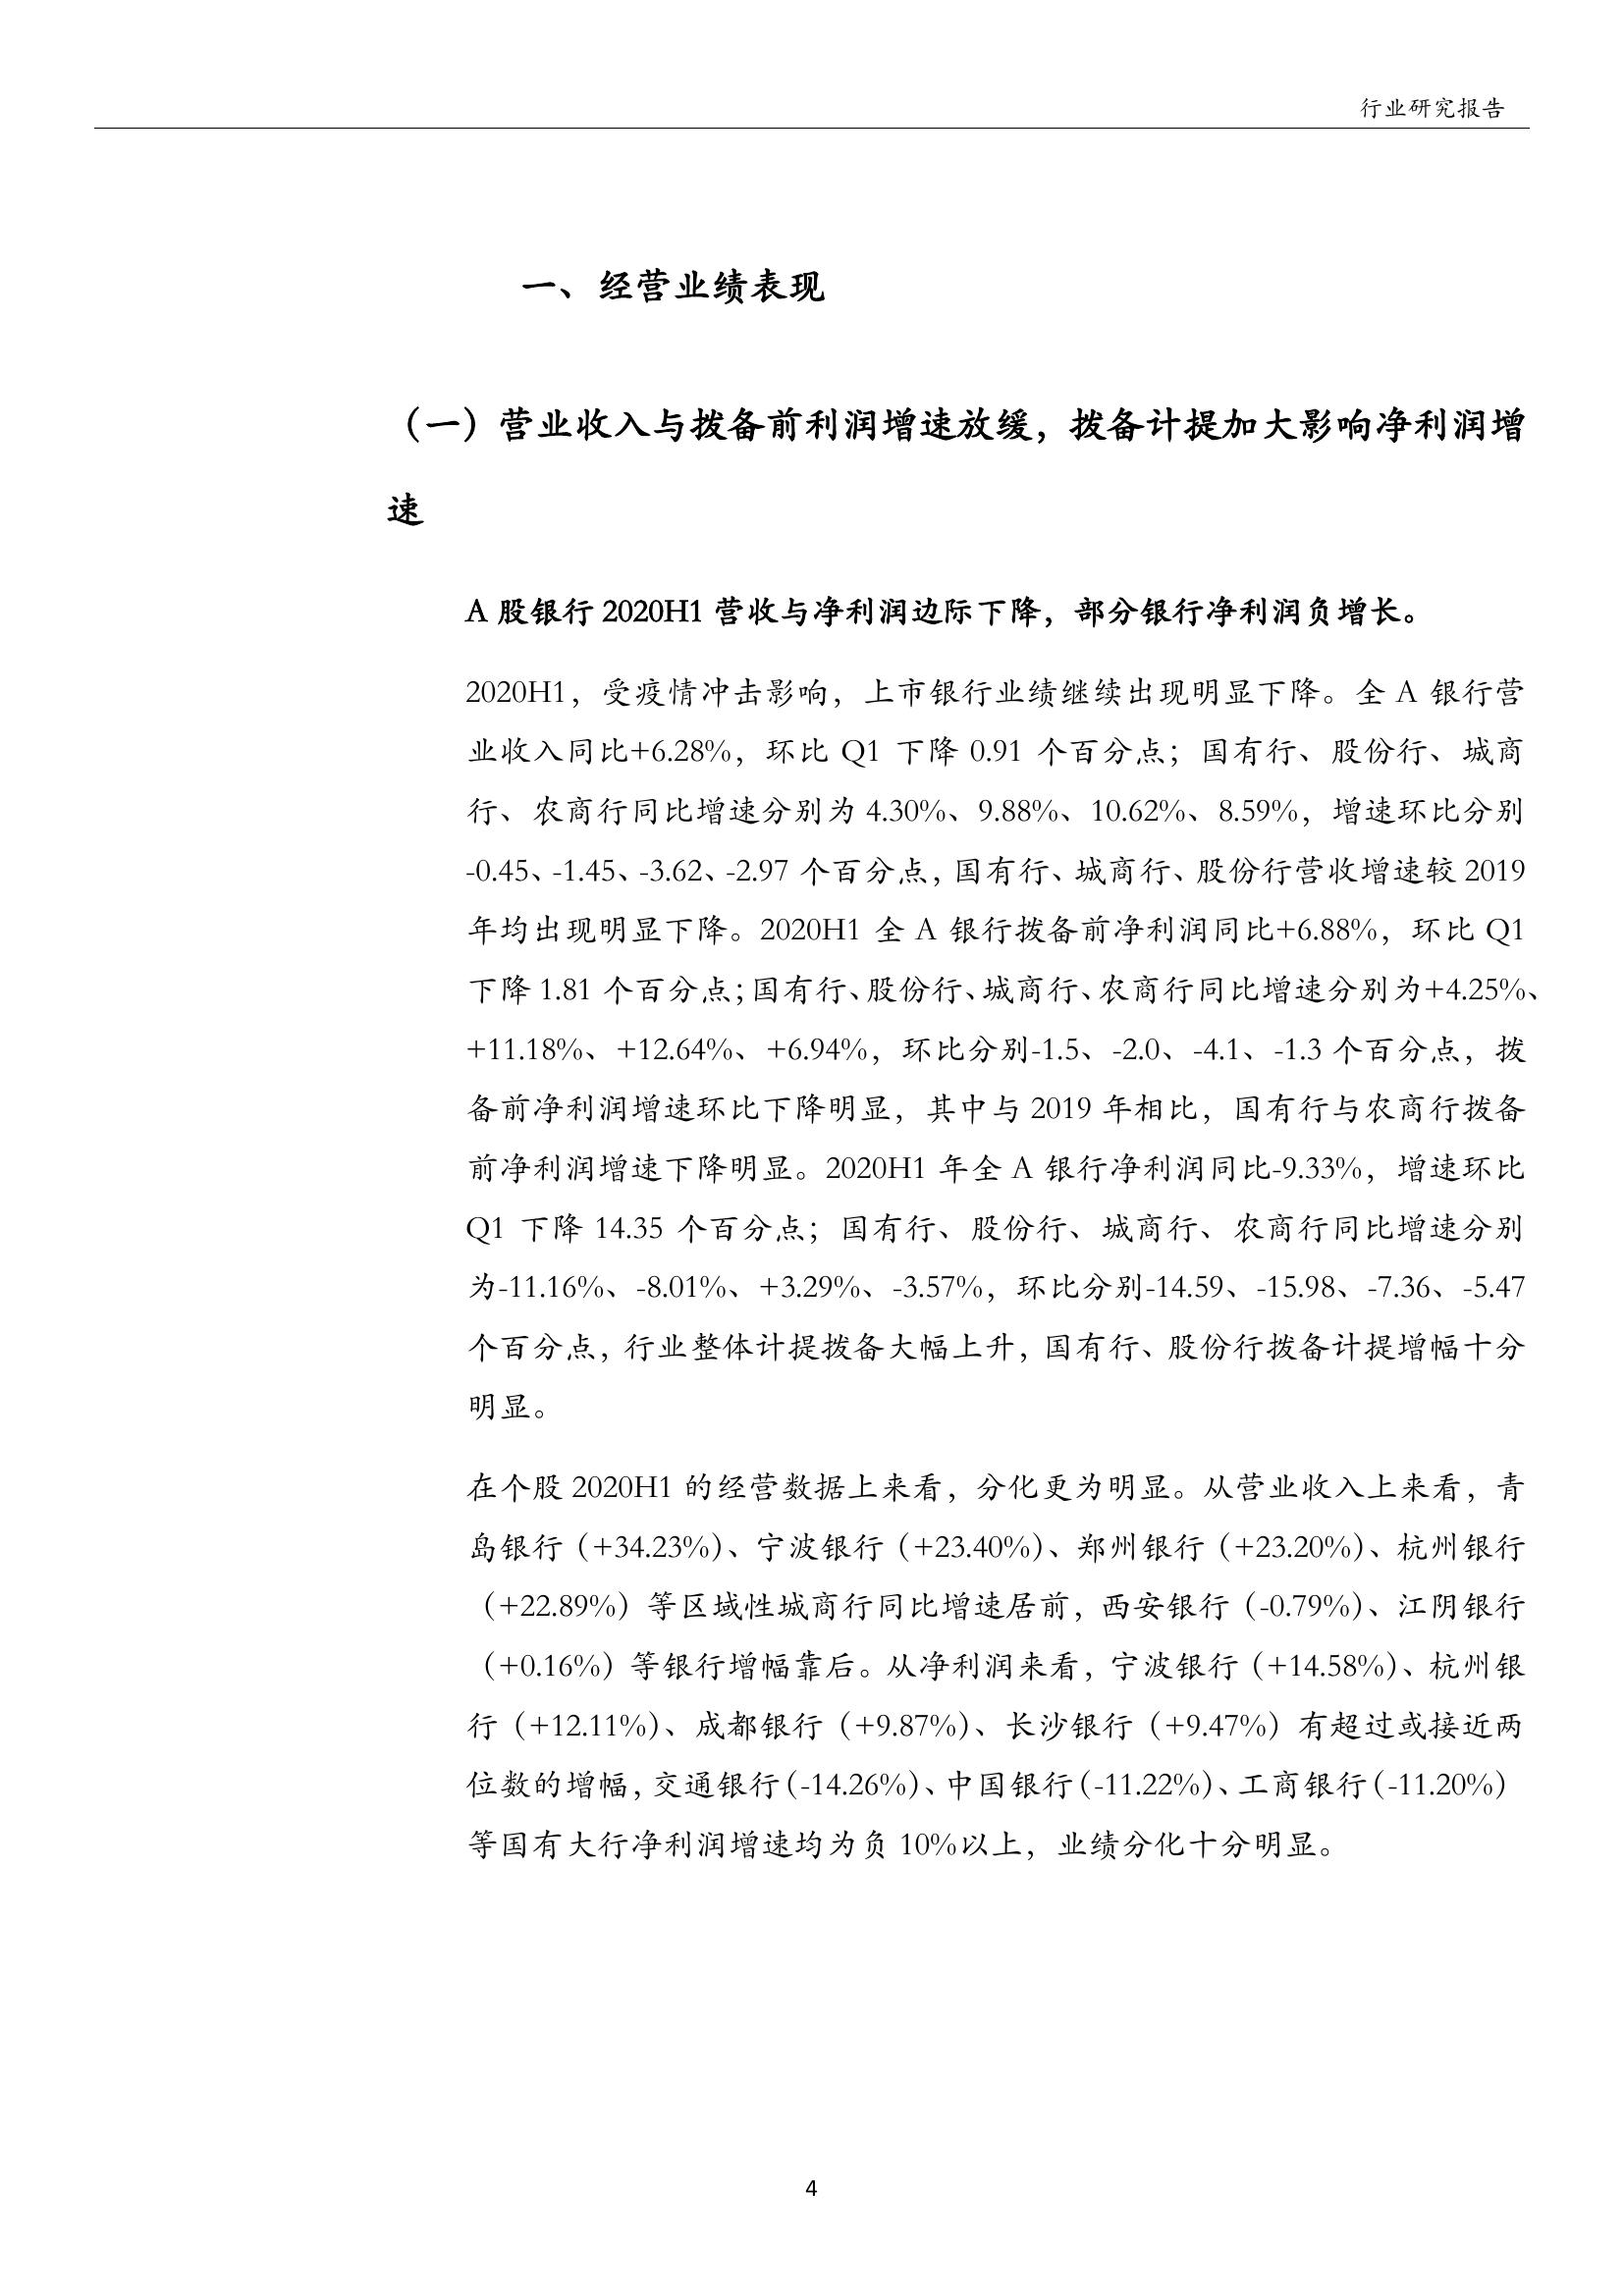 行业研究报告
一、经营业绩表现
（一）营业收入与拨备前利润增速放缓，拨备计提加大影响净利润增
速
A 股银行 2020H1 营收与净利润边际下降，部分银行净利润负增长。
2020H1，受疫情冲击影响，上市银行业绩继续出现明显下降。全 A 银行营
业收入同比+6.28%，环比 Q1 下降 0.91 个百分点；国有行、股份行、城商
行、农商行同比增速分别为 4.30%、9.88%、10.62%、8.59%，增速环比分别
-0.45、-1.45、-3.62、-2.97 个百分点，国有行、城商行、股份行营收增速较 2019
年均出现明显下降。2020H1 全 A 银行拨备前净利润同比+6.88%，环比 Q1
下降 1.81 个百分点；国有行、股份行、城商行、农商行同比增速分别为+4.25%、
+11.18%、+12.64%、+6.94%，环比分别-1.5、-2.0、-4.1、-1.3 个百分点，拨
备前净利润增速环比下降明显，其中与 2019 年相比，国有行与农商行拨备
前净利润增速下降明显。2020H1 年全 A 银行净利润同比-9.33%，增速环比
Q1 下降 14.35 个百分点；国有行、股份行、城商行、农商行同比增速分别
为-11.16%、-8.01%、+3.29%、-3.57%，环比分别-14.59、-15.98、-7.36、-5.47
个百分点，行业整体计提拨备大幅上升，国有行、股份行拨备计提增幅十分
明显。
在个股 2020H1 的经营数据上来看，分化更为明显。从营业收入上来看，青
岛银行（+34.23%）、宁波银行（+23.40%）、郑州银行（+23.20%）、杭州银行
（+22.89%）等区域性城商行同比增速居前，西安银行（-0.79%）、江阴银行
（+0.16%）等银行增幅靠后。从净利润来看，宁波银行（+14.58%）、杭州银
行（+12.11%）、成都银行（+9.87%）、长沙银行（+9.47%）有超过或接近两
位数的增幅，交通银行（-14.26%）、中国银行（-11.22%）、工商银行（-11.20%）
等国有大行净利润增速均为负 10%以上，业绩分化十分明显。
4